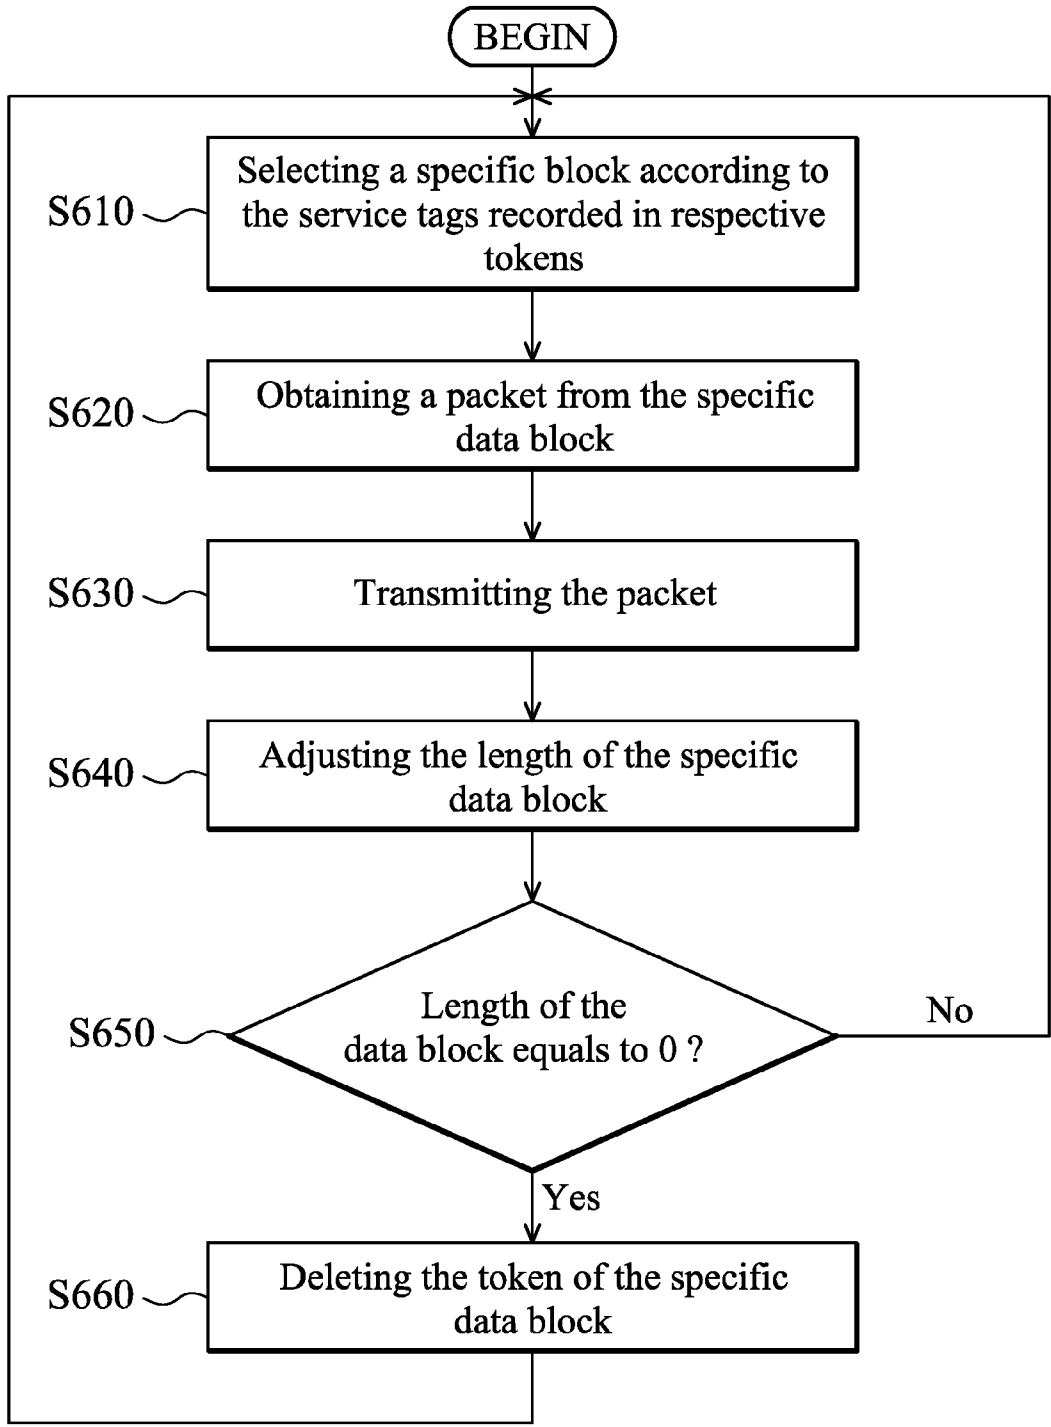 BEGIN
S610
Selecting a specific block according to
the service tags recorded in respective
tokens
S620
Obtaining a packet from the specific
data block
S630
Transmitting the packet
S640
Adjusting the length of the specific
data block
S650
Length of the
data block equals to 0 ?
No
Yes
S660
Deleting the token of the specific
data block